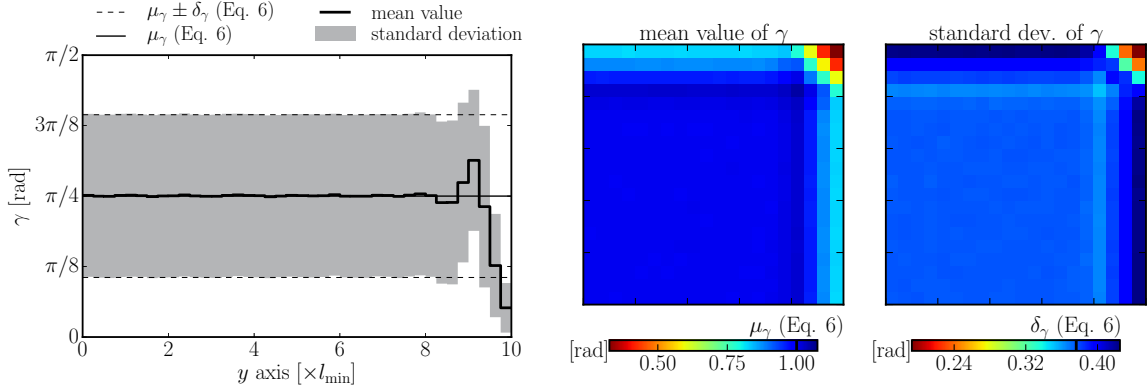 μγ ± δγ (Eq. 6)
μγ (Eq. 6)
mean value
standard deviation
π/2
3π/8
π/4
π/8
0
γ [rad]
0 2 4 6 8 10
y axis [×lmin]
mean value of γ
standard dev. of γ
μγ (Eq. 6)
[rad]
0.50 0.75 1.00
δγ (Eq. 6)
[rad]
0.24 0.32 0.40